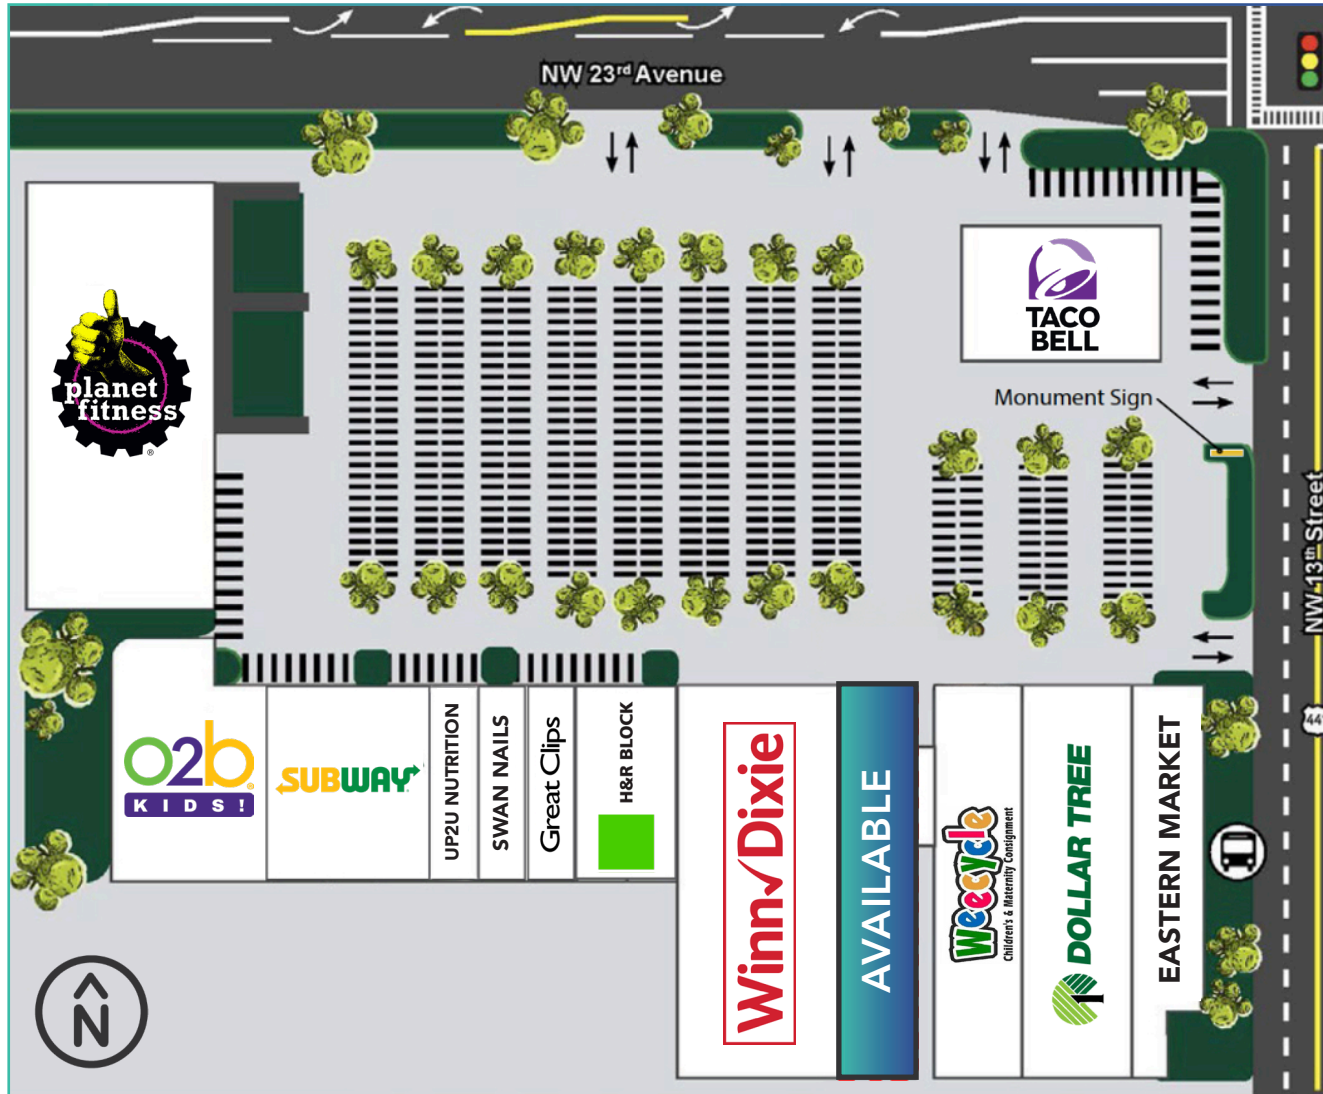 NW 23rd Avenue
planet
fitness®
TACO
BELL
Monument Sign
NW 13th Street
441
o2b
KIDS!
SUBWAY
UP2U NUTRITION
SWAN NAILS
Great Clips
H&R BLOCK
Winn✓Dixie
AVAILABLE
Weecycle
Children's & Maternity Consignment
DOLLAR TREE
1
EASTERN MARKET
N